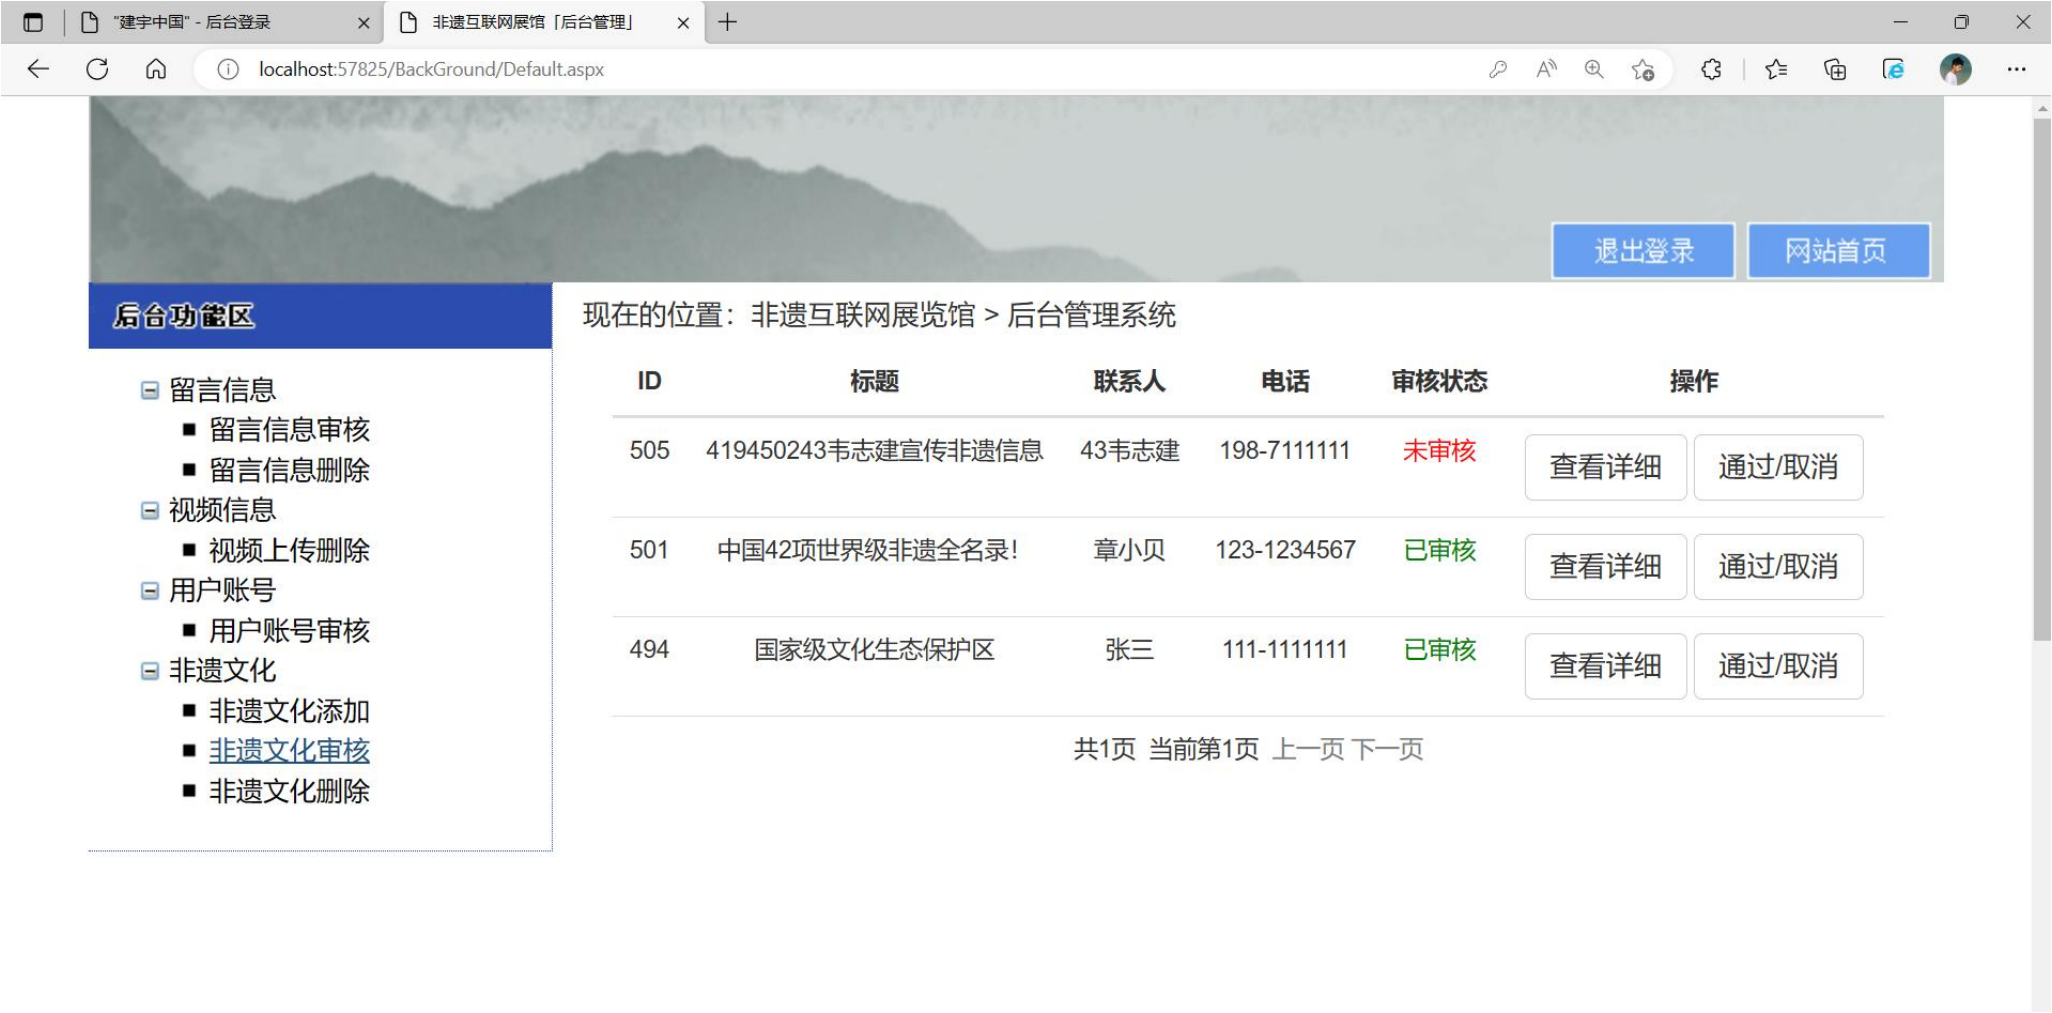 "建宇中国" - 后台登录
非遗互联网展馆「后台管理」
localhost:57825/BackGround/Default.aspx
退出登录 网站首页
后台功能区
留言信息
留言信息审核
留言信息删除
视频信息
视频上传删除
用户账号
用户账号审核
非遗文化
非遗文化添加
非遗文化审核
非遗文化删除
现在的位置：非遗互联网展览馆 > 后台管理系统
ID 标题 联系人 电话 审核状态 操作
505 419450243韦志建宣传非遗信息 43韦志建 198-7111111 未审核 查看详细 通过/取消
501 中国42项世界级非遗全名录！ 章小贝 123-1234567 已审核 查看详细 通过/取消
494 国家级文化生态保护区 张三 111-1111111 已审核 查看详细 通过/取消
共1页 当前第1页 上一页 下一页